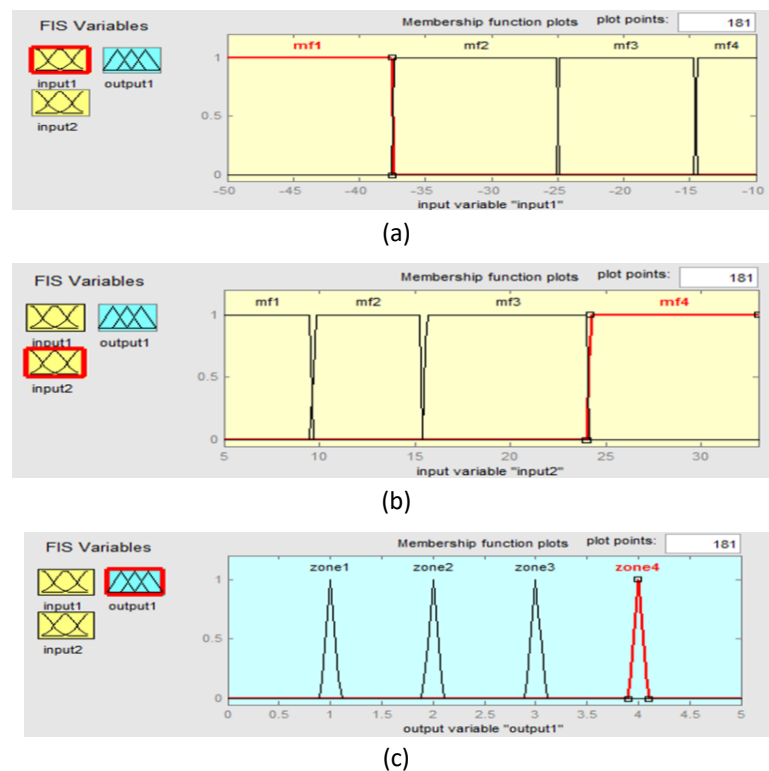 FIS Variables
Membership function plots plot points: 181
mf1 mf2 mf3 mf4
input1 output1
input2
1
0.5
0
-50 -45 -40 -35 -30 -25 -20 -15 -10
input variable "input1"
(a)
FIS Variables
Membership function plots plot points: 181
mf1 mf2 mf3 mf4
input1 output1
input2
1
0.5
0
5 10 15 20 25 30
input variable "input2"
(b)
FIS Variables
Membership function plots plot points: 181
zone1 zone2 zone3 zone4
input1 output1
input2
1
0.5
0
0 0.5 1 1.5 2 2.5 3 3.5 4 4.5 5
output variable "output1"
(c)